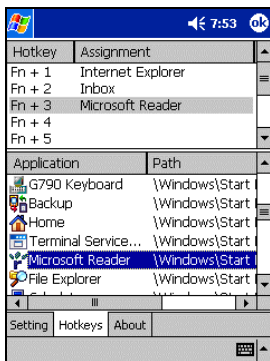 7:53 ok
Hotkey Assignment
Fn + 1 Internet Explorer
Fn + 2 Inbox
Fn + 3 Microsoft Reader
Fn + 4
Fn + 5
Application Path
G790 Keyboard \Windows\Start
Backup \Windows\Start
Home \Windows\Start
Terminal Service... \Windows\Start
Microsoft Reader \Windows\Start
File Explorer \Windows\Start
Setting Hotkeys About